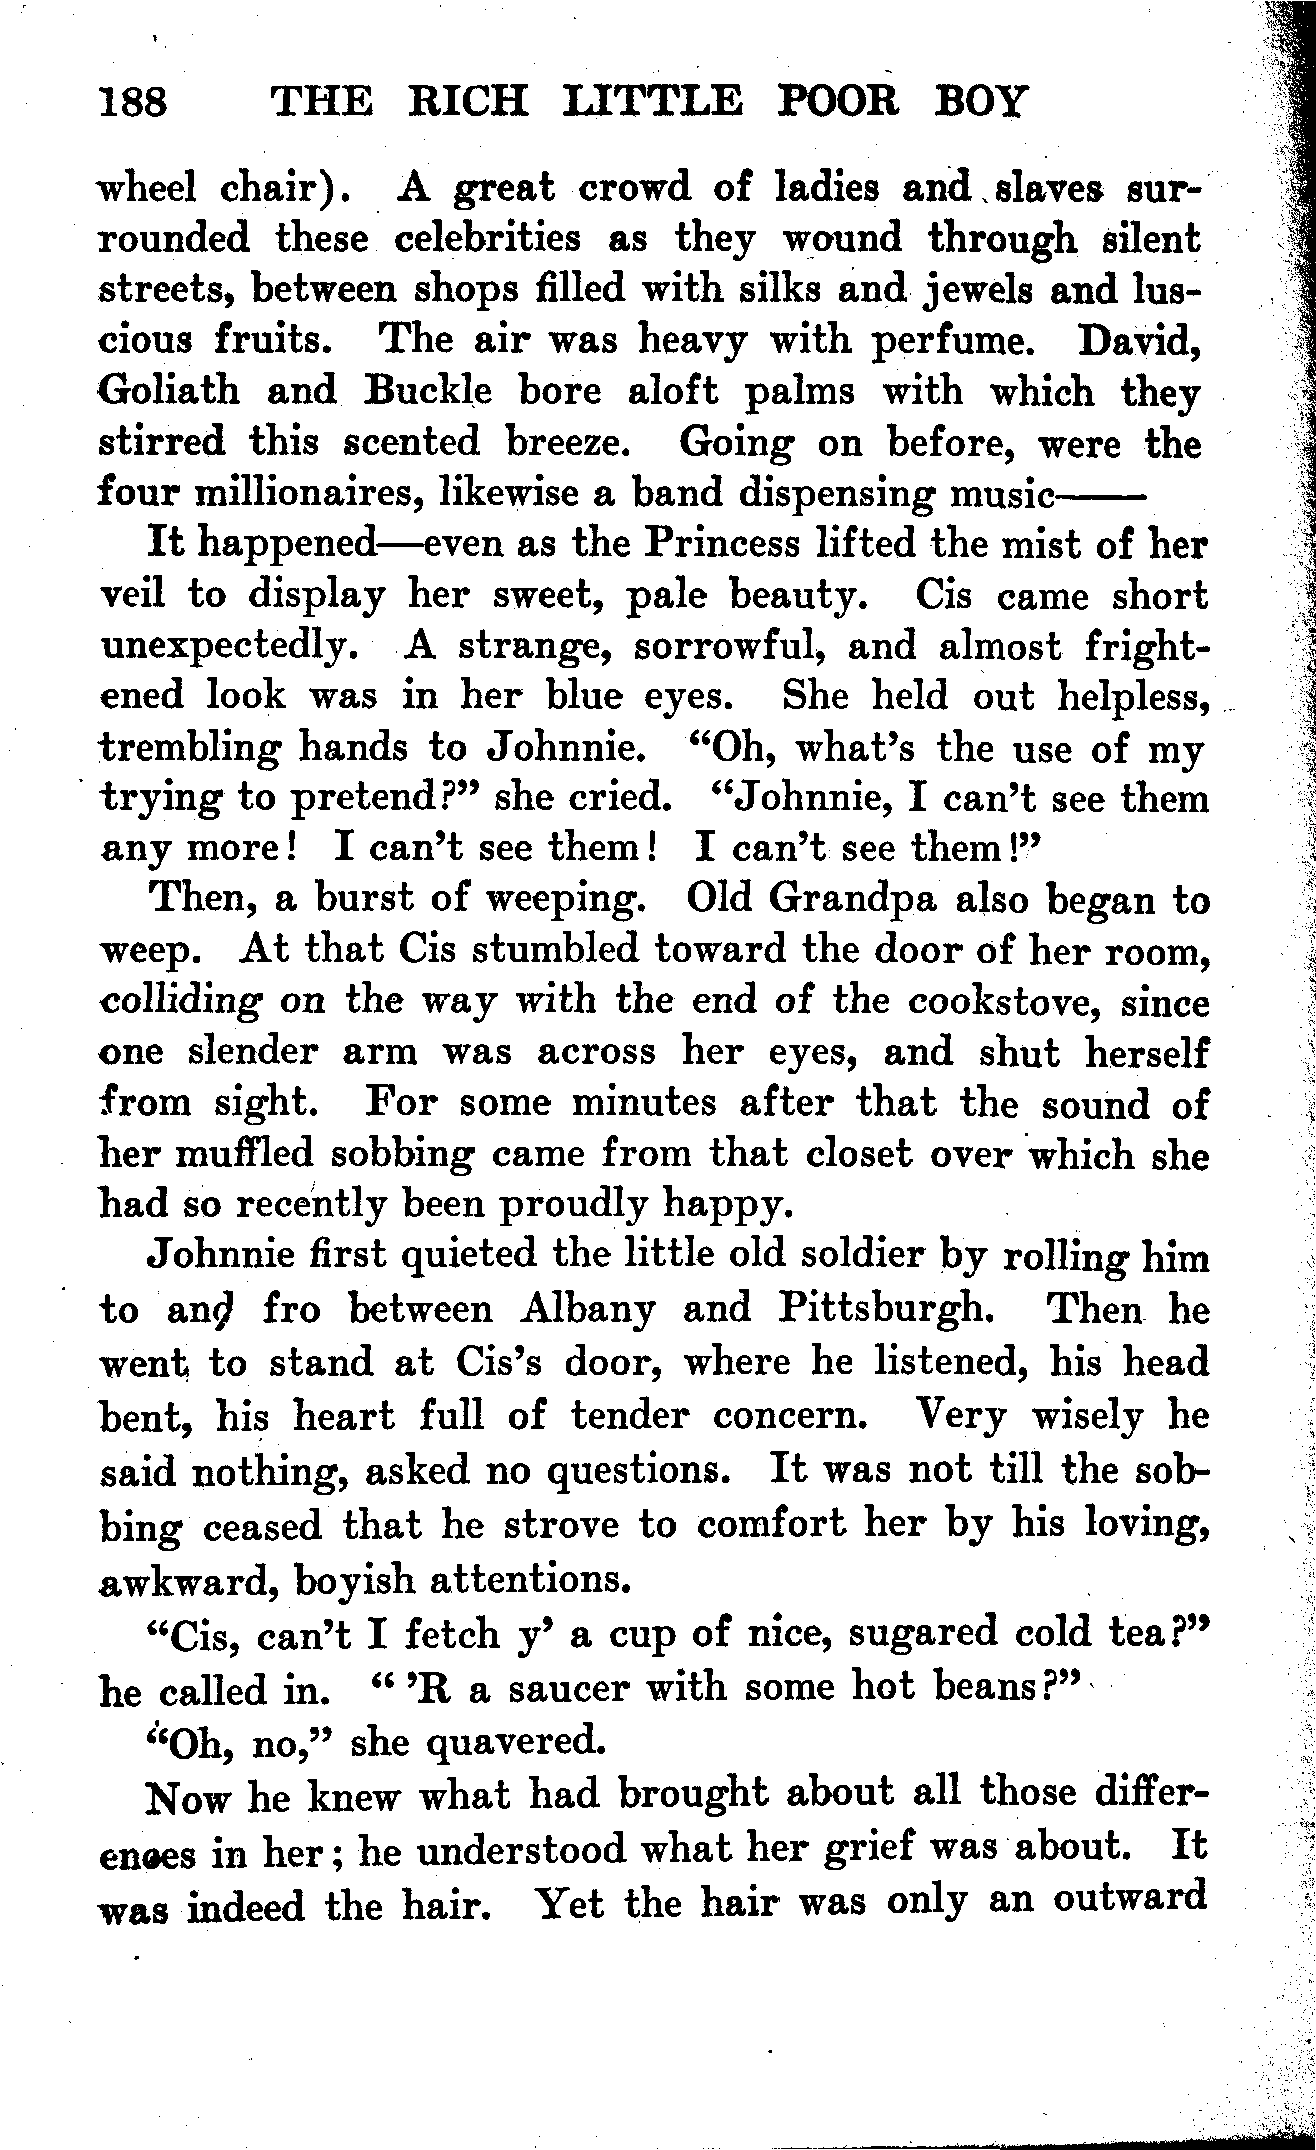 188 THE RICH LITTLE POOR BOY
wheel chair). A great crowd of ladies and slaves sur-
rounded these celebrities as they wound through silent
streets, between shops filled with silks and jewels and lus-
cious fruits. The air was heavy with perfume. David,
Goliath and Buckle bore aloft palms with which they
stirred this scented breeze. Going on before, were the
four millionaires, likewise a band dispensing music——
It happened—even as the Princess lifted the mist of her
veil to display her sweet, pale beauty. Cis came short
unexpectedly. A strange, sorrowful, and almost fright-
ened look was in her blue eyes. She held out helpless,
trembling hands to Johnnie. "Oh, what's the use of my
trying to pretend?" she cried. "Johnnie, I can't see them
any more! I can't see them! I can't see them!"
Then, a burst of weeping. Old Grandpa also began to
weep. At that Cis stumbled toward the door of her room,
colliding on the way with the end of the cookstove, since
one slender arm was across her eyes, and shut herself
from sight. For some minutes after that the sound of
her muffled sobbing came from that closet over which she
had so recently been proudly happy.
Johnnie first quieted the little old soldier by rolling him
to and fro between Albany and Pittsburgh. Then he
went to stand at Cis's door, where he listened, his head
bent, his heart full of tender concern. Very wisely he
said nothing, asked no questions. It was not till the sob-
bing ceased that he strove to comfort her by his loving,
awkward, boyish attentions.
"Cis, can't I fetch y' a cup of nice, sugared cold tea?"
he called in. " 'R a saucer with some hot beans?"
"Oh, no," she quavered.
Now he knew what had brought about all those differ-
ences in her; he understood what her grief was about. It
was indeed the hair. Yet the hair was only an outward